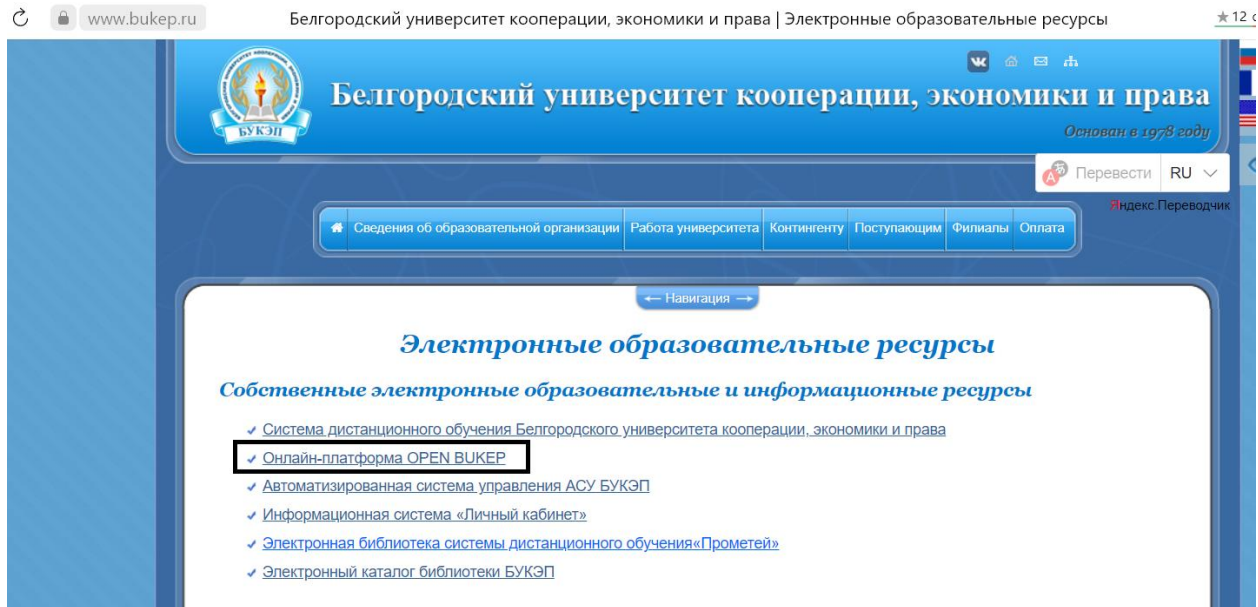 www.bukep.ru
Белгородский университет кооперации, экономики и права | Электронные образовательные ресурсы
★ 12
Белгородский университет кооперации, экономики и права
Основан в 1978 году
БУКЭП
Перевести RU
Яндекс.Переводчик
Сведения об образовательной организации Работа университета Контингенту Поступающим Филиалы Оплата
← Навигация →
Электронные образовательные ресурсы
Собственные электронные образовательные и информационные ресурсы
Система дистанционного обучения Белгородского университета кооперации, экономики и права
Онлайн-платформа OPEN BUKEP
Автоматизированная система управления АСУ БУКЭП
Информационная система «Личный кабинет»
Электронная библиотека системы дистанционного обучения«Прометей»
Электронный каталог библиотеки БУКЭП